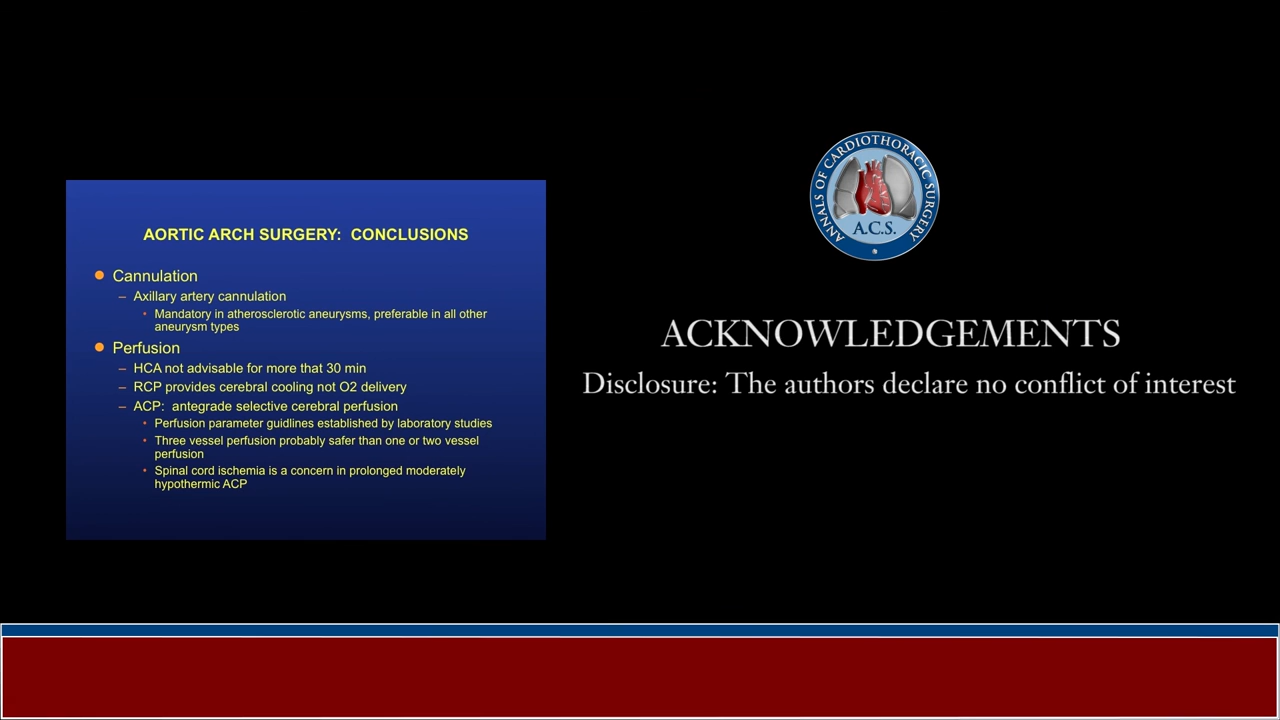 AORTIC ARCH SURGERY: CONCLUSIONS
Cannulation
– Axillary artery cannulation
• Mandatory in atherosclerotic aneurysms, preferable in all other
aneurysm types
Perfusion
– HCA not advisable for more that 30 min
– RCP provides cerebral cooling not O2 delivery
– ACP: antegrade selective cerebral perfusion
• Perfusion parameter guidlines established by laboratory studies
• Three vessel perfusion probably safer than one or two vessel
perfusion
• Spinal cord ischemia is a concern in prolonged moderately
hypothermic ACP
ANNALS OF CARDIOTHORACIC SURGERY
A.C.S.
ACKNOWLEDGEMENTS
Disclosure: The authors declare no conflict of interest